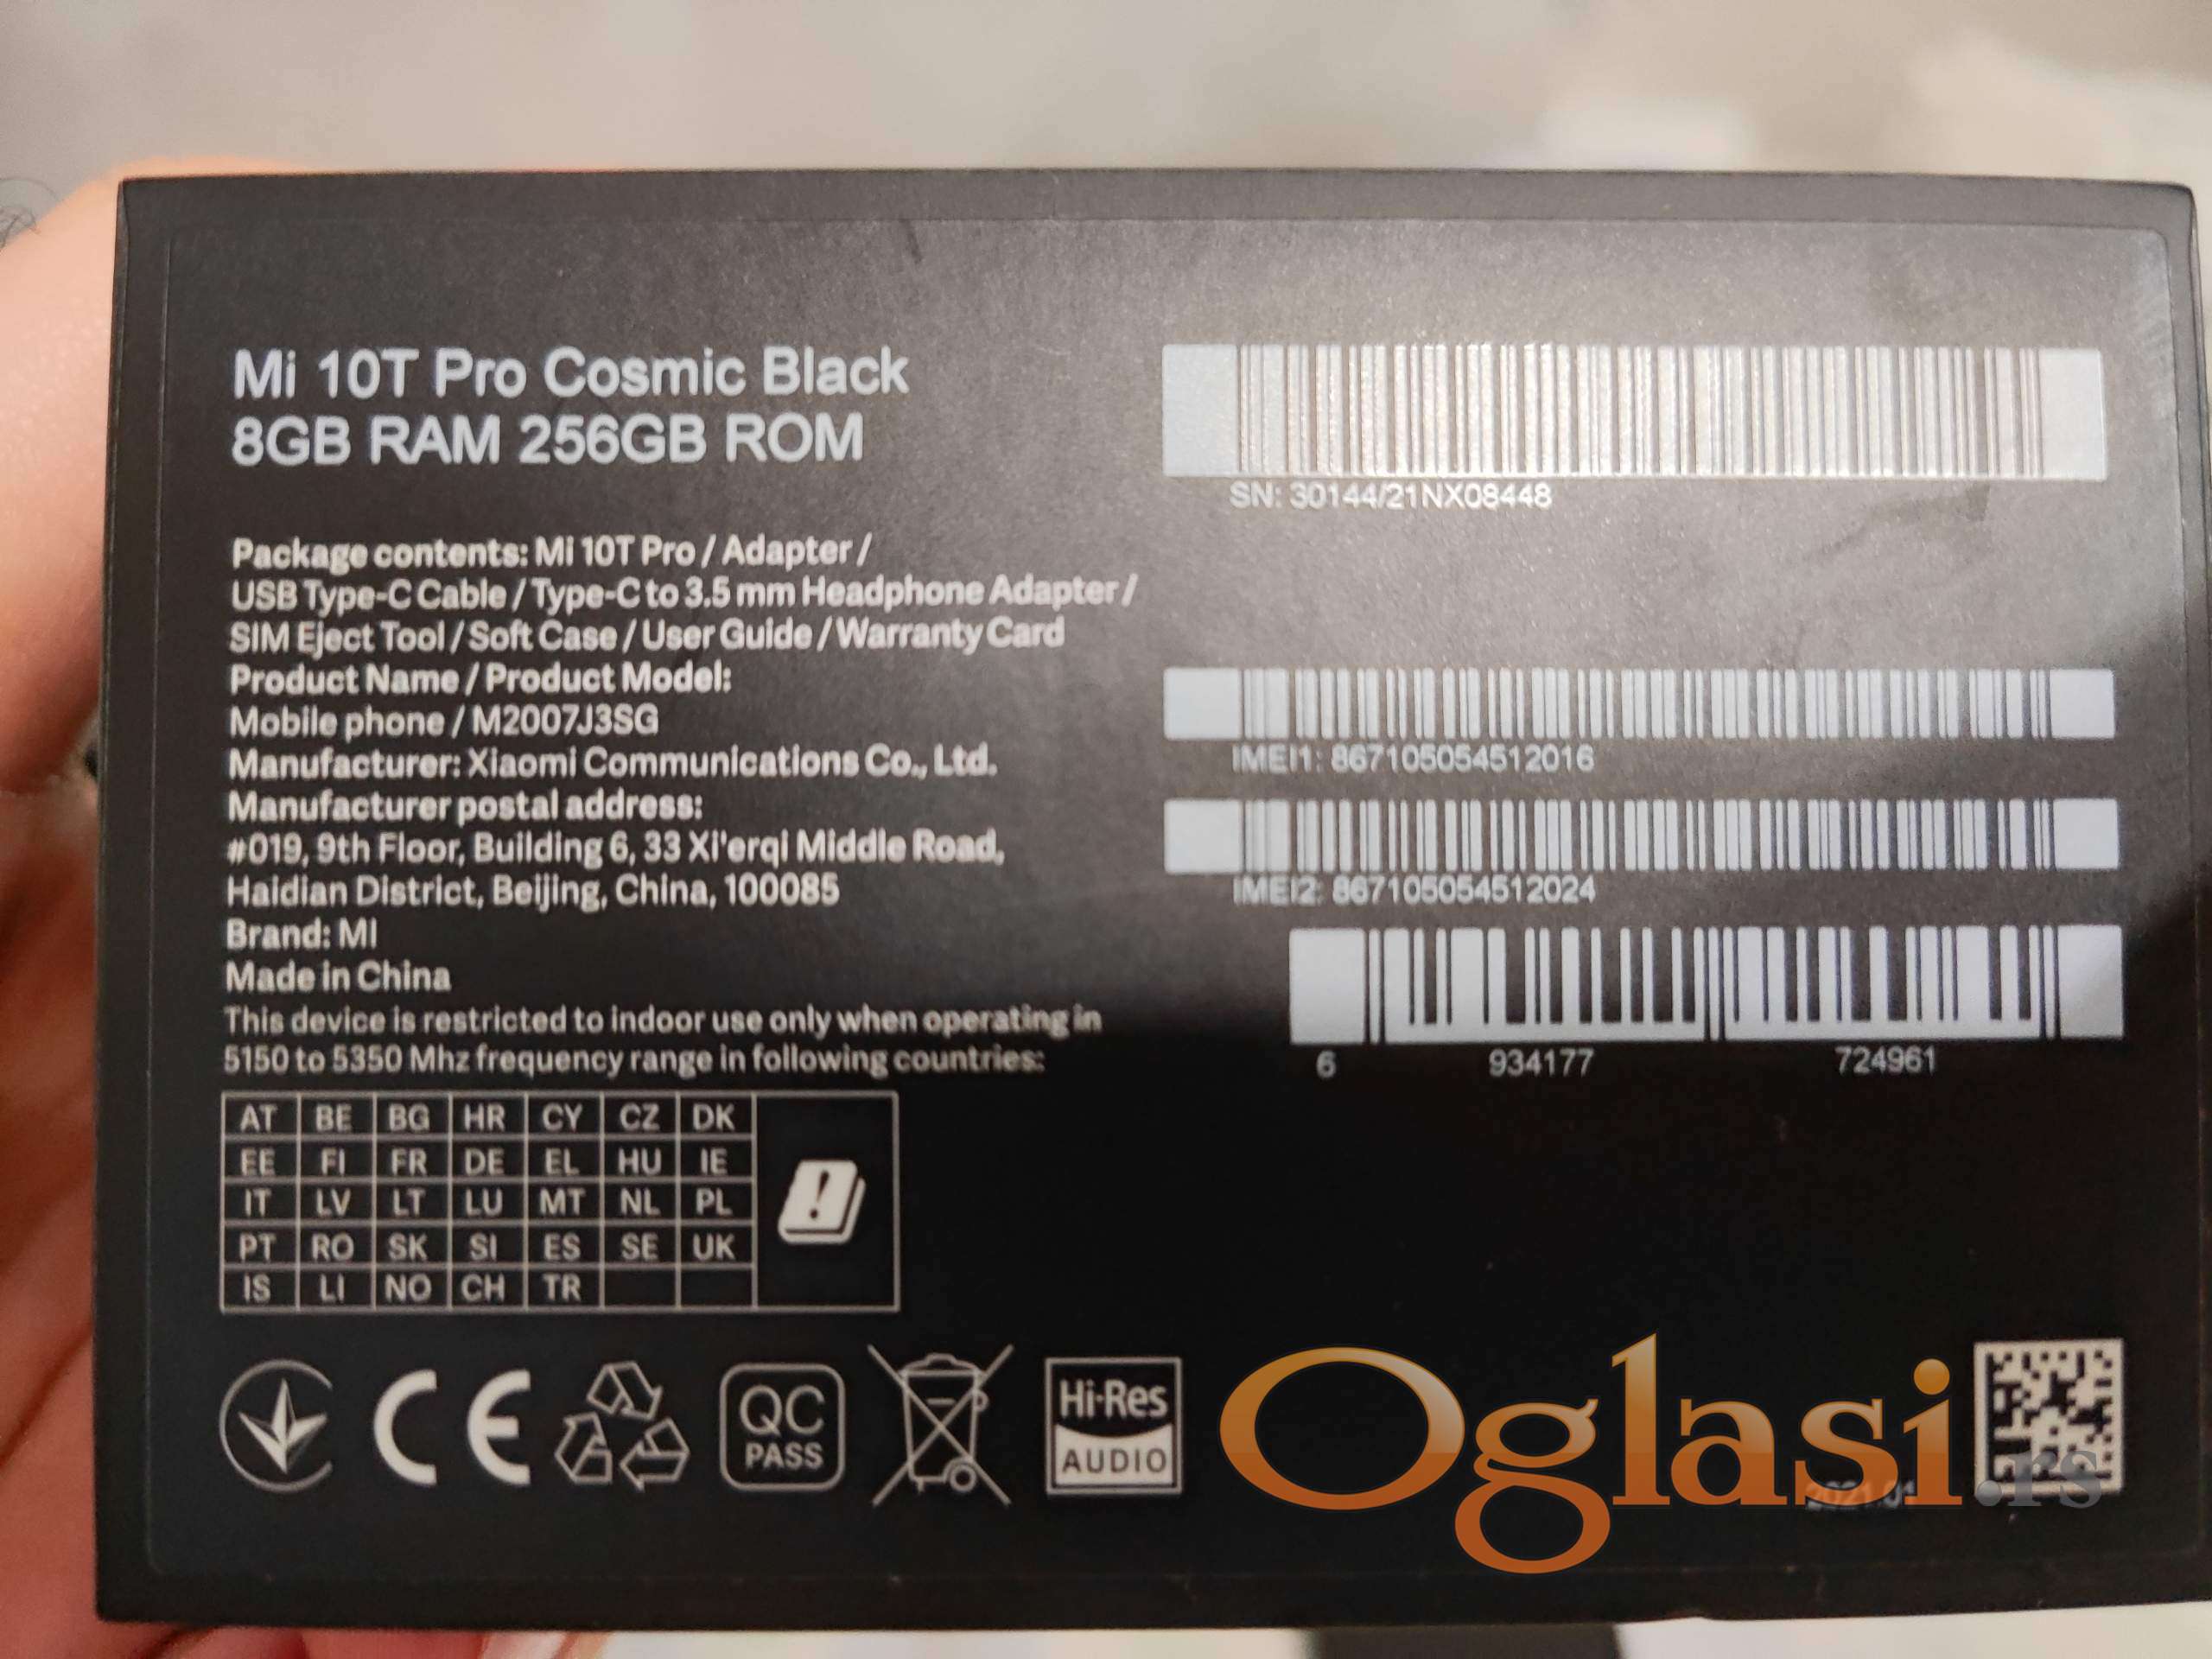 Mi 10T Pro Cosmic Black
8GB RAM 256GB ROM
Package contents: Mi 10T Pro / Adapter /
USB Type-C Cable / Type-C to 3.5 mm Headphone Adapter /
SIM Eject Tool / Soft Case / User Guide / Warranty Card
Product Name / Product Model:
Mobile phone / M2007J3SG
Manufacturer: Xiaomi Communications Co., Ltd.
Manufacturer postal address:
#019, 9th Floor, Building 6, 33 Xi'erqi Middle Road,
Haidian District, Beijing, China, 100085
Brand: MI
Made in China
This device is restricted to indoor use only when operating in
5150 to 5350 Mhz frequency range in following countries:
AT BE BG HR CY CZ DK
EE FI FR DE EL HU IE
IT LV LT LU MT NL PL
PT RO SK SI ES SE UK
IS LI NO CH TR
CE
QC
PASS
Hi-Res
AUDIO
SN: 30144/21NX08448
IMEI1: 867105054512016
IMEI2: 867105054512024
6 934177 724961
Oglasi.rs
2021.01